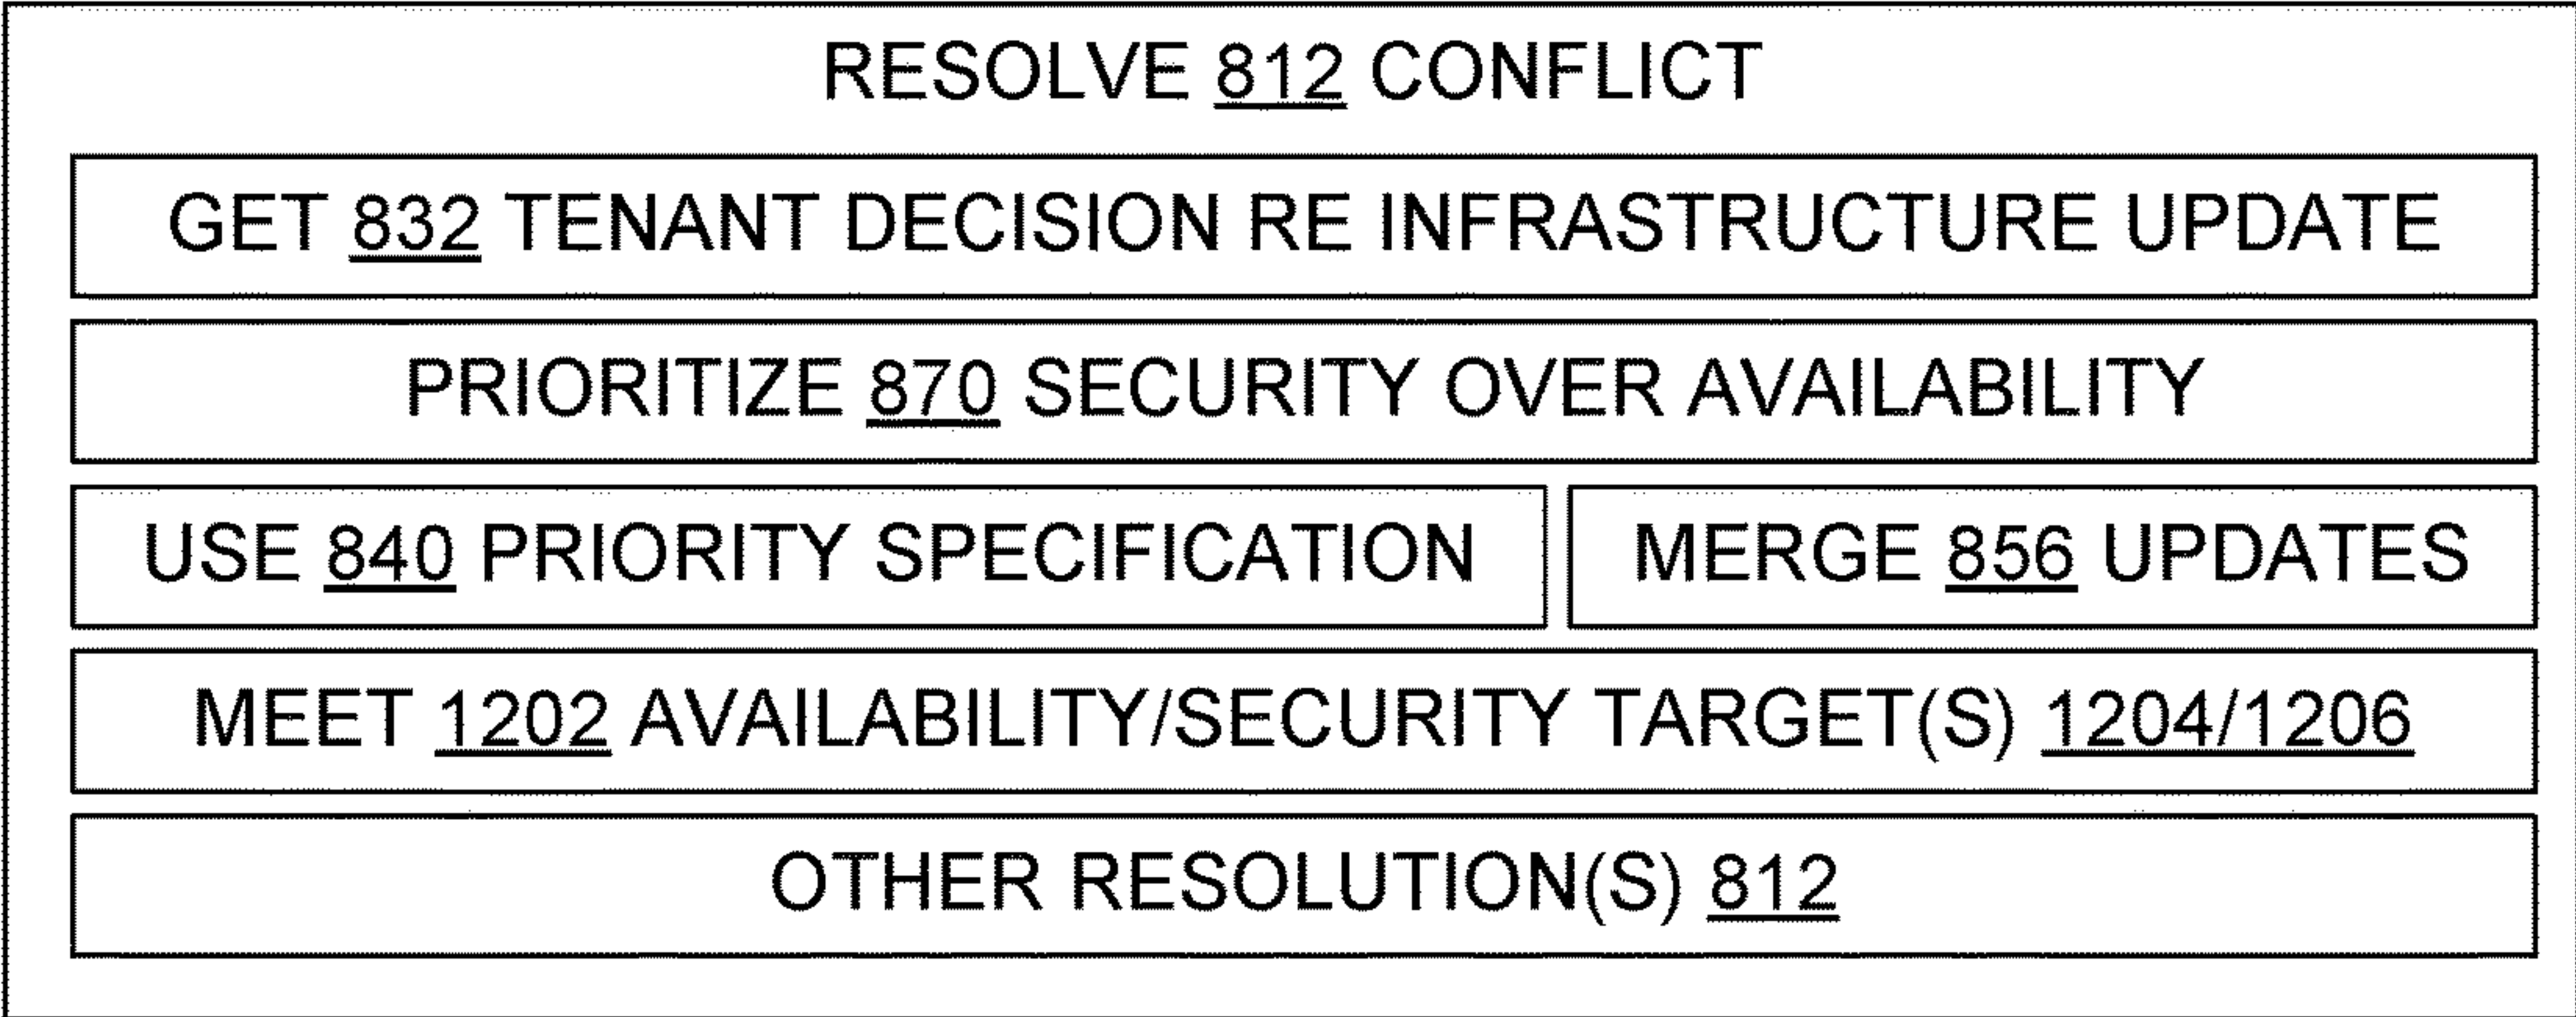 RESOLVE 812 CONFLICT
GET 832 TENANT DECISION RE INFRASTRUCTURE UPDATE
PRIORITIZE 870 SECURITY OVER AVAILABILITY
USE 840 PRIORITY SPECIFICATION
MERGE 856 UPDATES
MEET 1202 AVAILABILITY/SECURITY TARGET(S) 1204/1206
OTHER RESOLUTION(S) 812